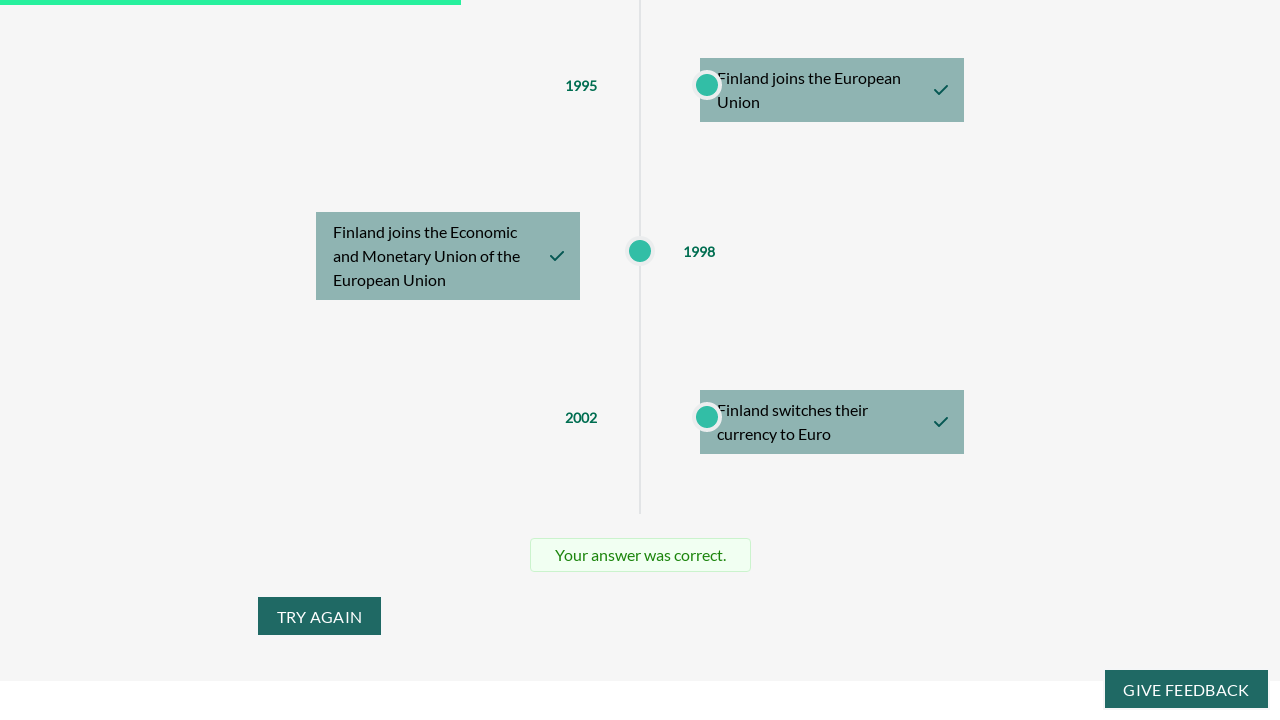 1995
Finland joins the European
Union
Finland joins the Economic
and Monetary Union of the
European Union
1998
2002
Finland switches their
currency to Euro
Your answer was correct.
TRY AGAIN
GIVE FEEDBACK